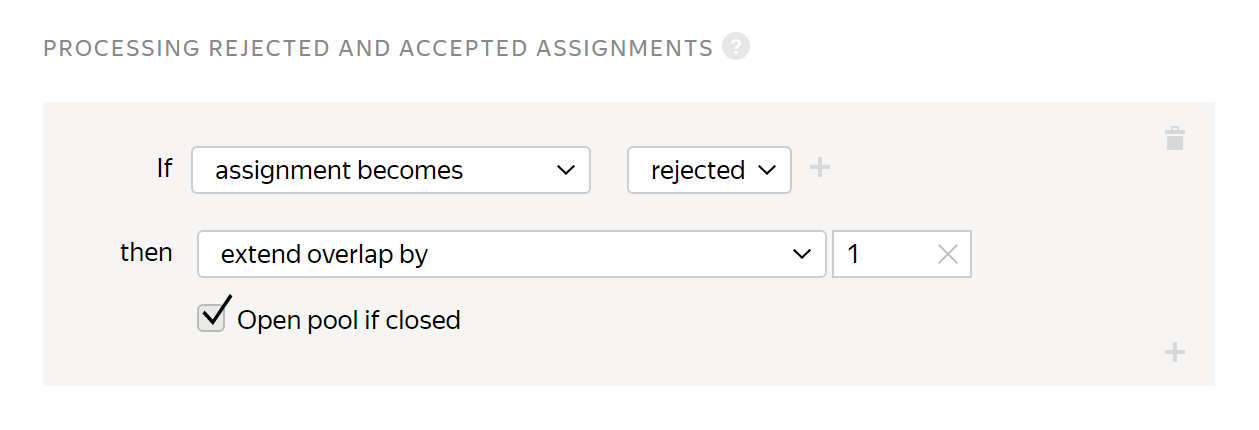 PROCESSING REJECTED AND ACCEPTED ASSIGNMENTS ?
If assignment becomes rejected
then extend overlap by 1
Open pool if closed